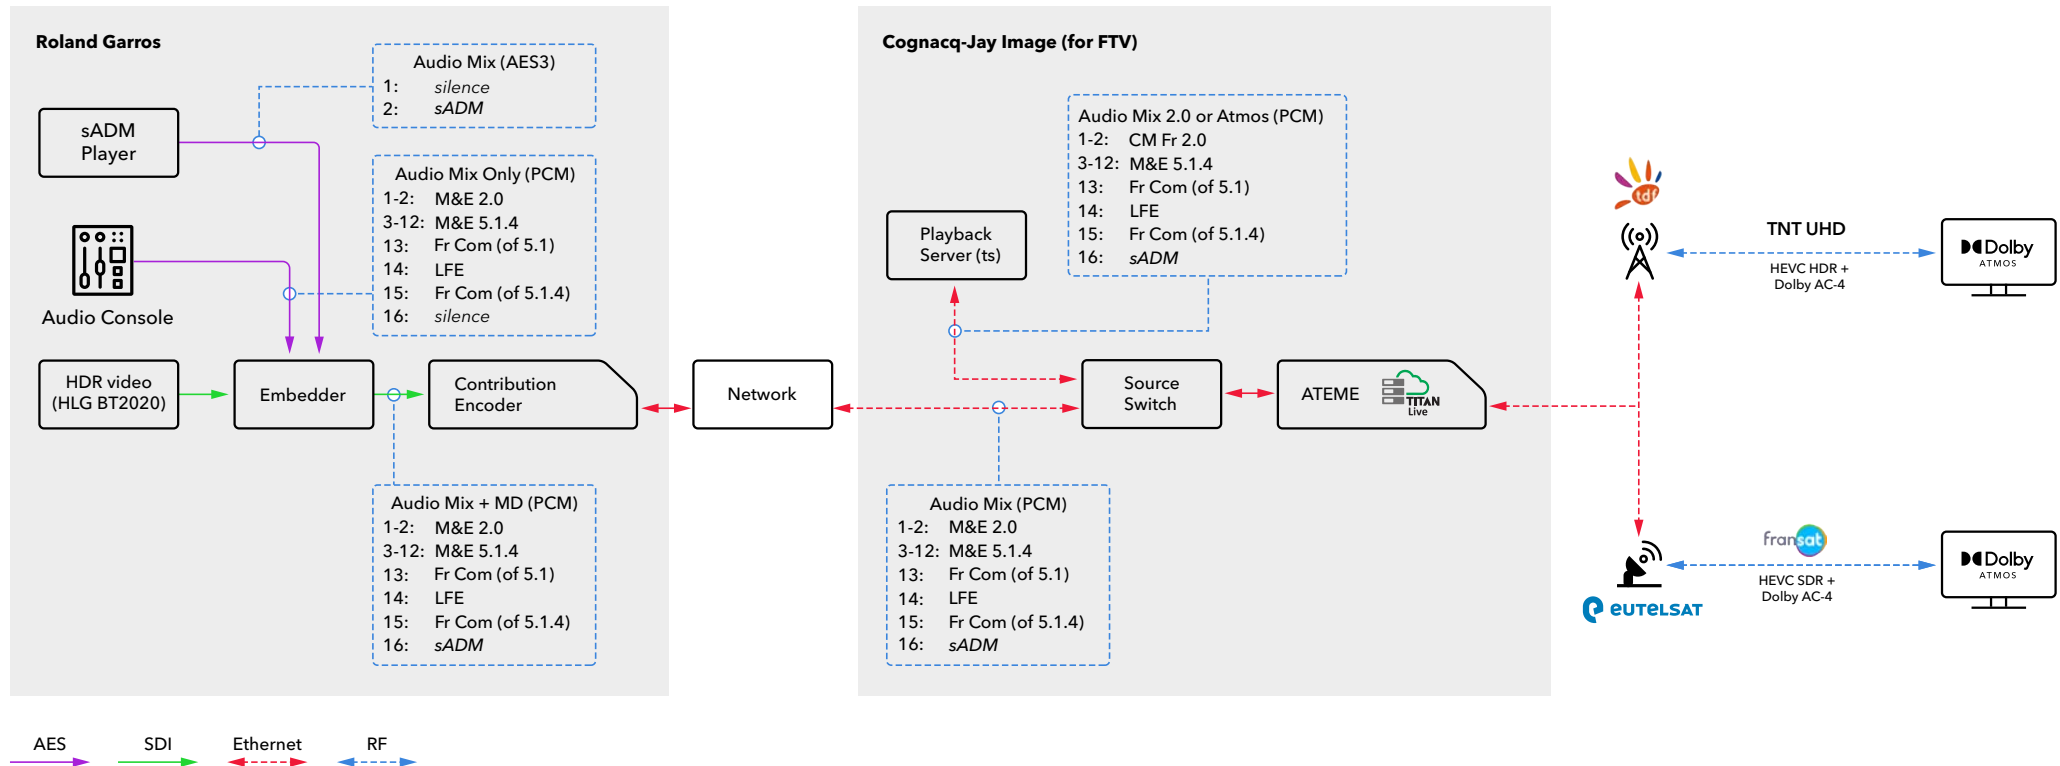 Roland Garros
Audio Mix (AES3)
1: silence
2: sADM
sADM
Player
Audio Mix Only (PCM)
1-2: M&E 2.0
3-12: M&E 5.1.4
13: Fr Com (of 5.1)
14: LFE
15: Fr Com (of 5.1.4)
16: silence
Audio Console
HDR video
(HLG BT2020)
Embedder
Contribution
Encoder
Audio Mix + MD (PCM)
1-2: M&E 2.0
3-12: M&E 5.1.4
13: Fr Com (of 5.1)
14: LFE
15: Fr Com (of 5.1.4)
16: sADM
Network
Cognacq-Jay Image (for FTV)
Audio Mix 2.0 or Atmos (PCM)
1-2: CM Fr 2.0
3-12: M&E 5.1.4
13: Fr Com (of 5.1)
14: LFE
15: Fr Com (of 5.1.4)
16: sADM
Playback
Server (ts)
Source
Switch
ATEME
TITAN
Live
Audio Mix (PCM)
1-2: M&E 2.0
3-12: M&E 5.1.4
13: Fr Com (of 5.1)
14: LFE
15: Fr Com (of 5.1.4)
16: sADM
tdf
TNT UHD
HEVC HDR +
Dolby AC-4
Dolby
ATMOS
fransat
HEVC SDR +
Dolby AC-4
eutelsat
Dolby
ATMOS
AES
SDI
Ethernet
RF